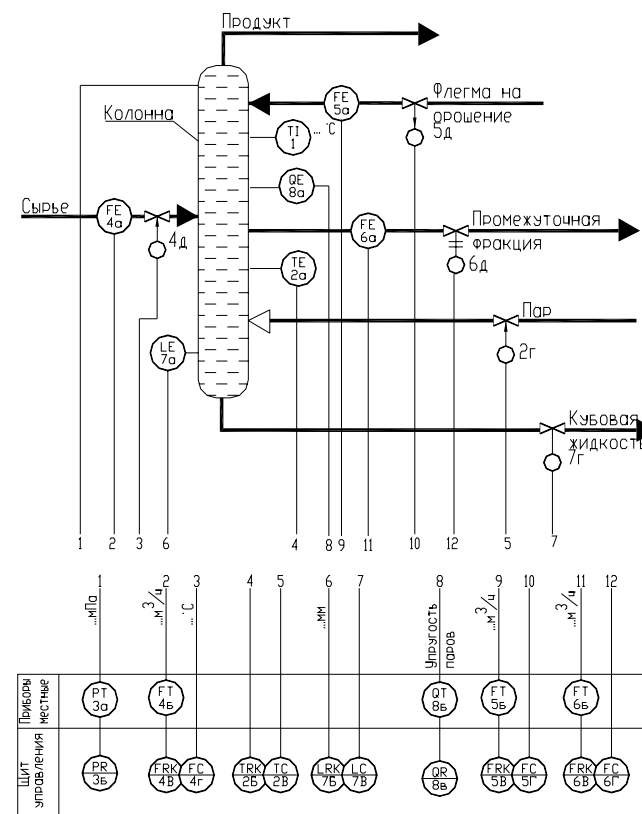 Продукт
Флегма на
орошение
FE
5а
5д
Колонна
TI
1
...°С
QE
8а
Сырье
FE
4а
4д
FE
6а
Промежуточная
фракция
6д
TE
2а
Пар
2г
LE
7а
Кубовая
жидкость
7г
1 2 3 6 4 8 9 11 10 12 5 7
1 2 3 4 5 6 7 8 9 10 11 12
...мПа
...м³/ч
...°С
...мм
Упругость
паров
...м³/ч
...м³/ч
Приборы
местные
PT
3а
FT
4Б
QT
8Б
FT
5Б
FT
6Б
Щит
управления
PR
3Б
FRK
4В
FC
4г
TRK
2Б
TC
2В
LRK
7Б
LC
7В
QR
8в
FRK
5В
FC
5Г
FRK
6В
FC
6Г